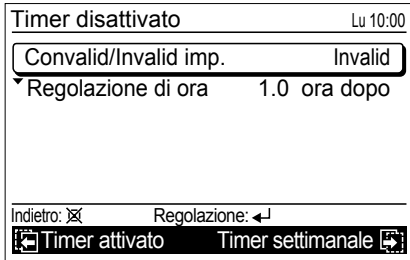 Timer disattivato Lu 10:00
Convalid/Invalid imp. Invalid
Regolazione di ora 1.0 ora dopo
Indietro: Regolazione:
Timer attivato Timer settimanale